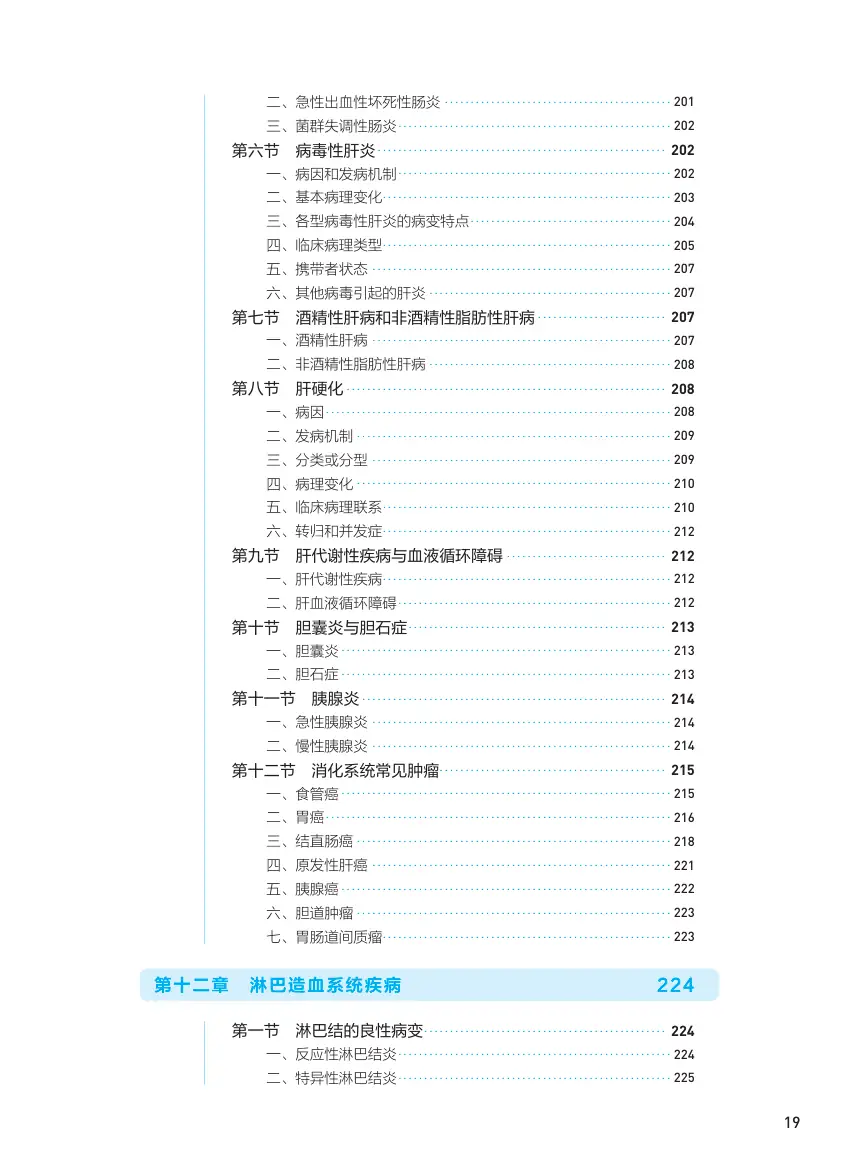 二、急性出血性坏死性肠炎 201
三、菌群失调性肠炎 202
第六节 病毒性肝炎 202
一、病因和发病机制 202
二、基本病理变化 203
三、各型病毒性肝炎的病变特点 204
四、临床病理类型 205
五、携带者状态 207
六、其他病毒引起的肝炎 207
第七节 酒精性肝病和非酒精性脂肪性肝病 207
一、酒精性肝病 207
二、非酒精性脂肪性肝病 208
第八节 肝硬化 208
一、病因 208
二、发病机制 209
三、分类或分型 209
四、病理变化 210
五、临床病理联系 210
六、转归和并发症 212
第九节 肝代谢性疾病与血液循环障碍 212
一、肝代谢性疾病 212
二、肝血液循环障碍 212
第十节 胆囊炎与胆石症 213
一、胆囊炎 213
二、胆石症 213
第十一节 胰腺炎 214
一、急性胰腺炎 214
二、慢性胰腺炎 214
第十二节 消化系统常见肿瘤 215
一、食管癌 215
二、胃癌 216
三、结直肠癌 218
四、原发性肝癌 221
五、胰腺癌 222
六、胆道肿瘤 223
七、胃肠道间质瘤 223
第十二章 淋巴造血系统疾病 224
第一节 淋巴结的良性病变 224
一、反应性淋巴结炎 224
二、特异性淋巴结炎 225
19